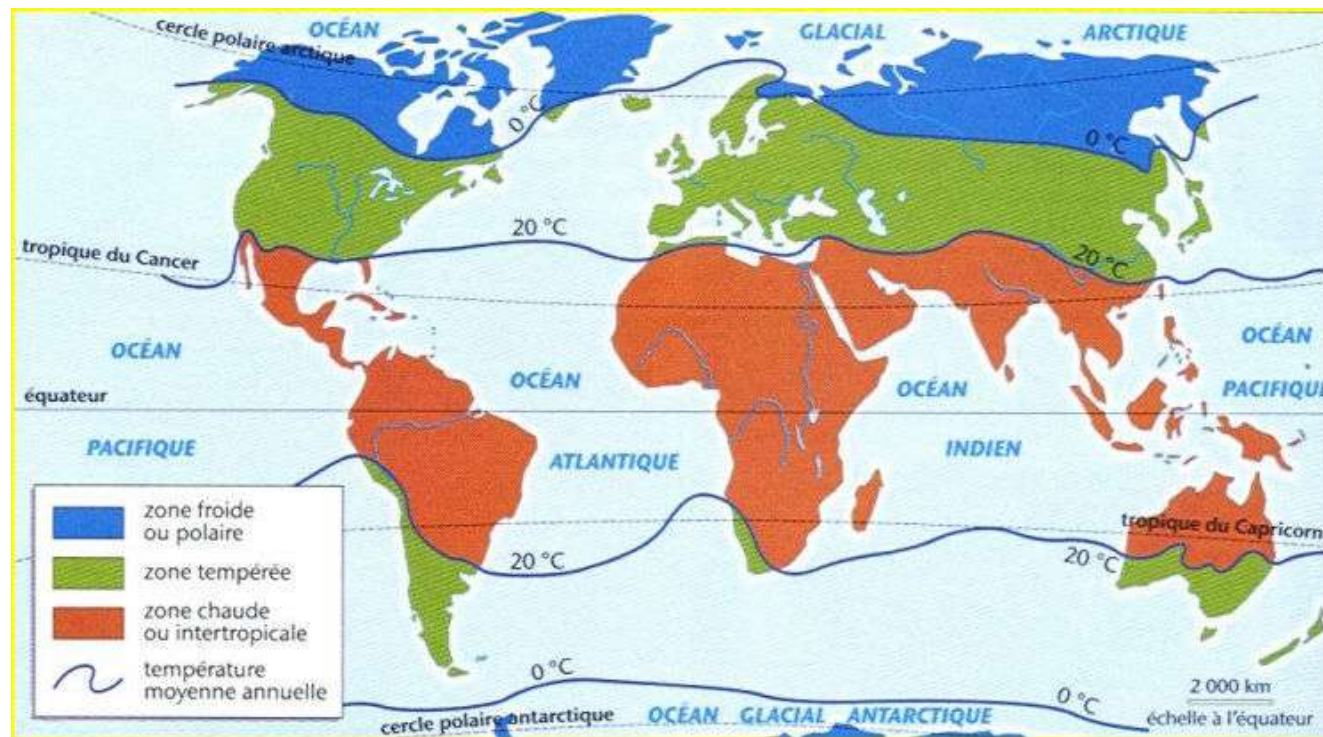 OCÉAN
GLACIAL
ARCTIQUE
cercle polaire arctique
0 °C
0 °C
20 °C
20 °C
tropique du Cancer
OCÉAN
OCÉAN
OCÉAN
OCÉAN
équateur
PACIFIQUE
PACIFIQUE
ATLANTIQUE
INDIEN
tropique du Capricorn
20 °C
20 °C
zone froide
ou polaire
zone tempérée
zone chaude
ou intertropicale
température
moyenne annuelle
0 °C
0 °C
2 000 km
échelle à l'équateur
cercle polaire antarctique
OCÉAN GLACIAL ANTARCTIQUE